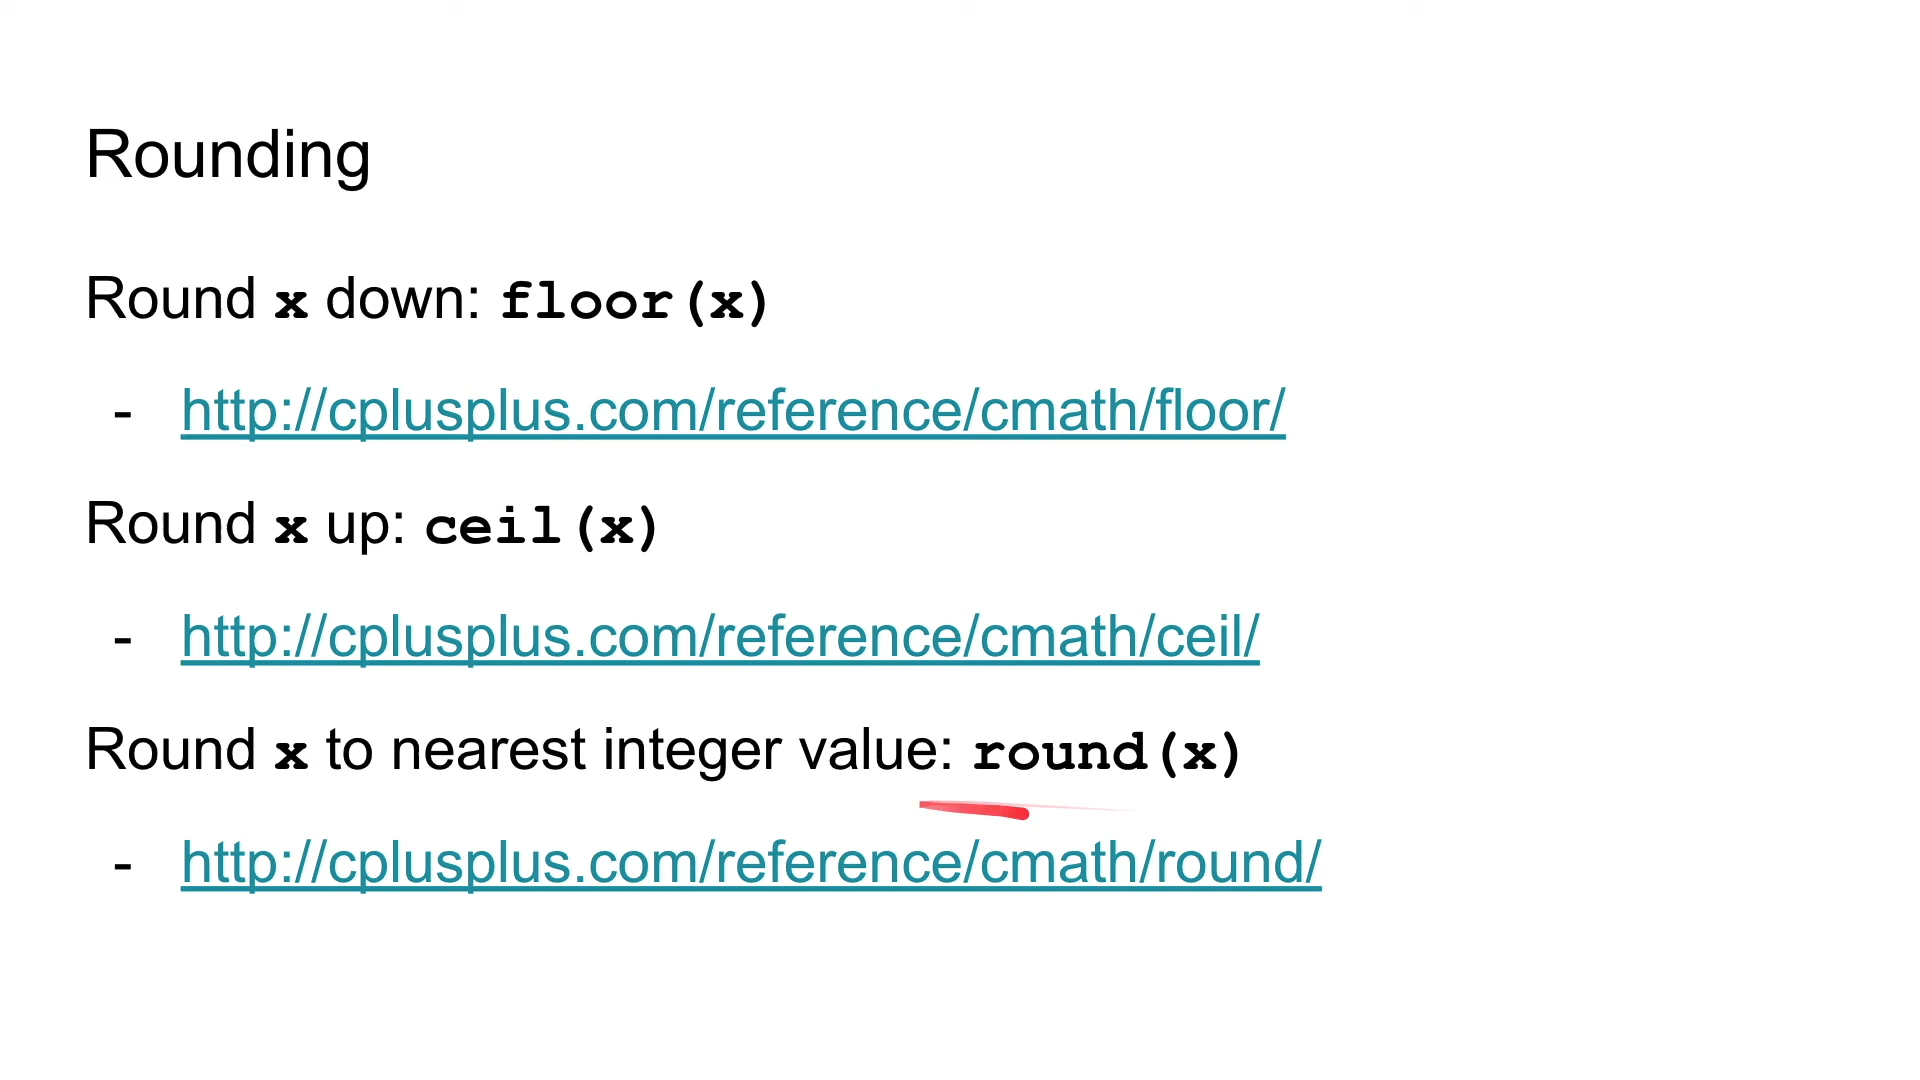 Rounding
Round x down: floor(x)
- http://cplusplus.com/reference/cmath/floor/
Round x up: ceil(x)
- http://cplusplus.com/reference/cmath/ceil/
Round x to nearest integer value: round(x)
- http://cplusplus.com/reference/cmath/round/